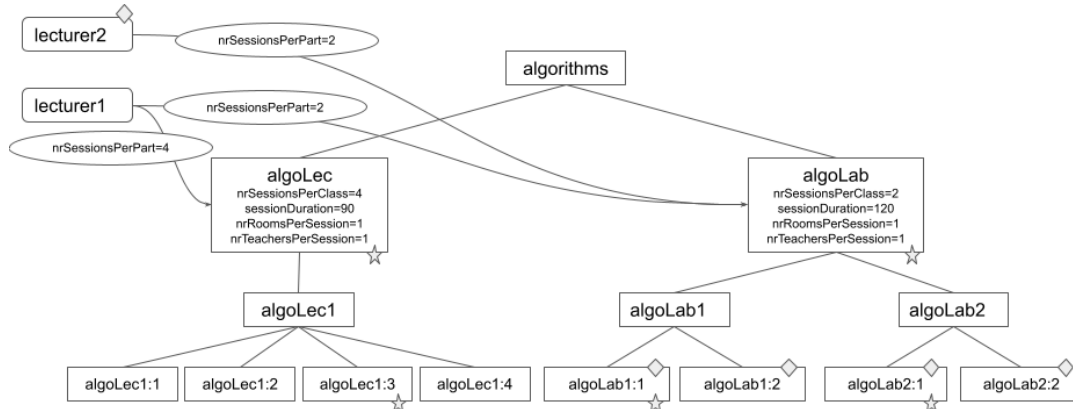 lecturer2
nrSessionsPerPart=2
algorithms
lecturer1
nrSessionsPerPart=2
nrSessionsPerPart=4
algoLec
nrSessionsPerClass=4
sessionDuration=90
nrRoomsPerSession=1
nrTeachersPerSession=1
algoLab
nrSessionsPerClass=2
sessionDuration=120
nrRoomsPerSession=1
nrTeachersPerSession=1
algoLec1
algoLab1
algoLab2
algoLec1:1
algoLec1:2
algoLec1:3
algoLec1:4
algoLab1:1
algoLab1:2
algoLab2:1
algoLab2:2